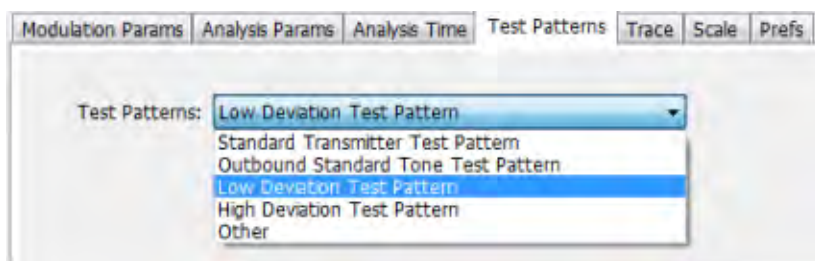 Modulation Params Analysis Params Analysis Time Test Patterns Trace Scale Prefs
Test Patterns: Low Deviation Test Pattern
Standard Transmitter Test Pattern
Outbound Standard Tone Test Pattern
Low Deviation Test Pattern
High Deviation Test Pattern
Other